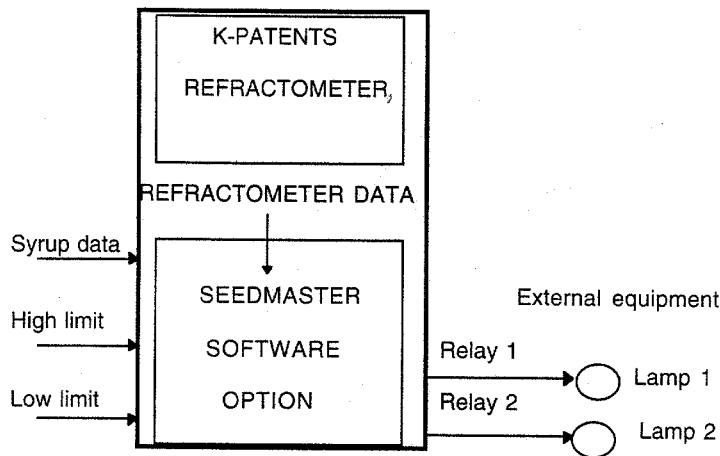 K-PATENTS
REFRACTOMETER
REFRACTOMETER DATA
Syrup data
SEEDMASTER
External equipment
High limit
SOFTWARE
Relay 1
Lamp 1
Low limit
OPTION
Relay 2
Lamp 2